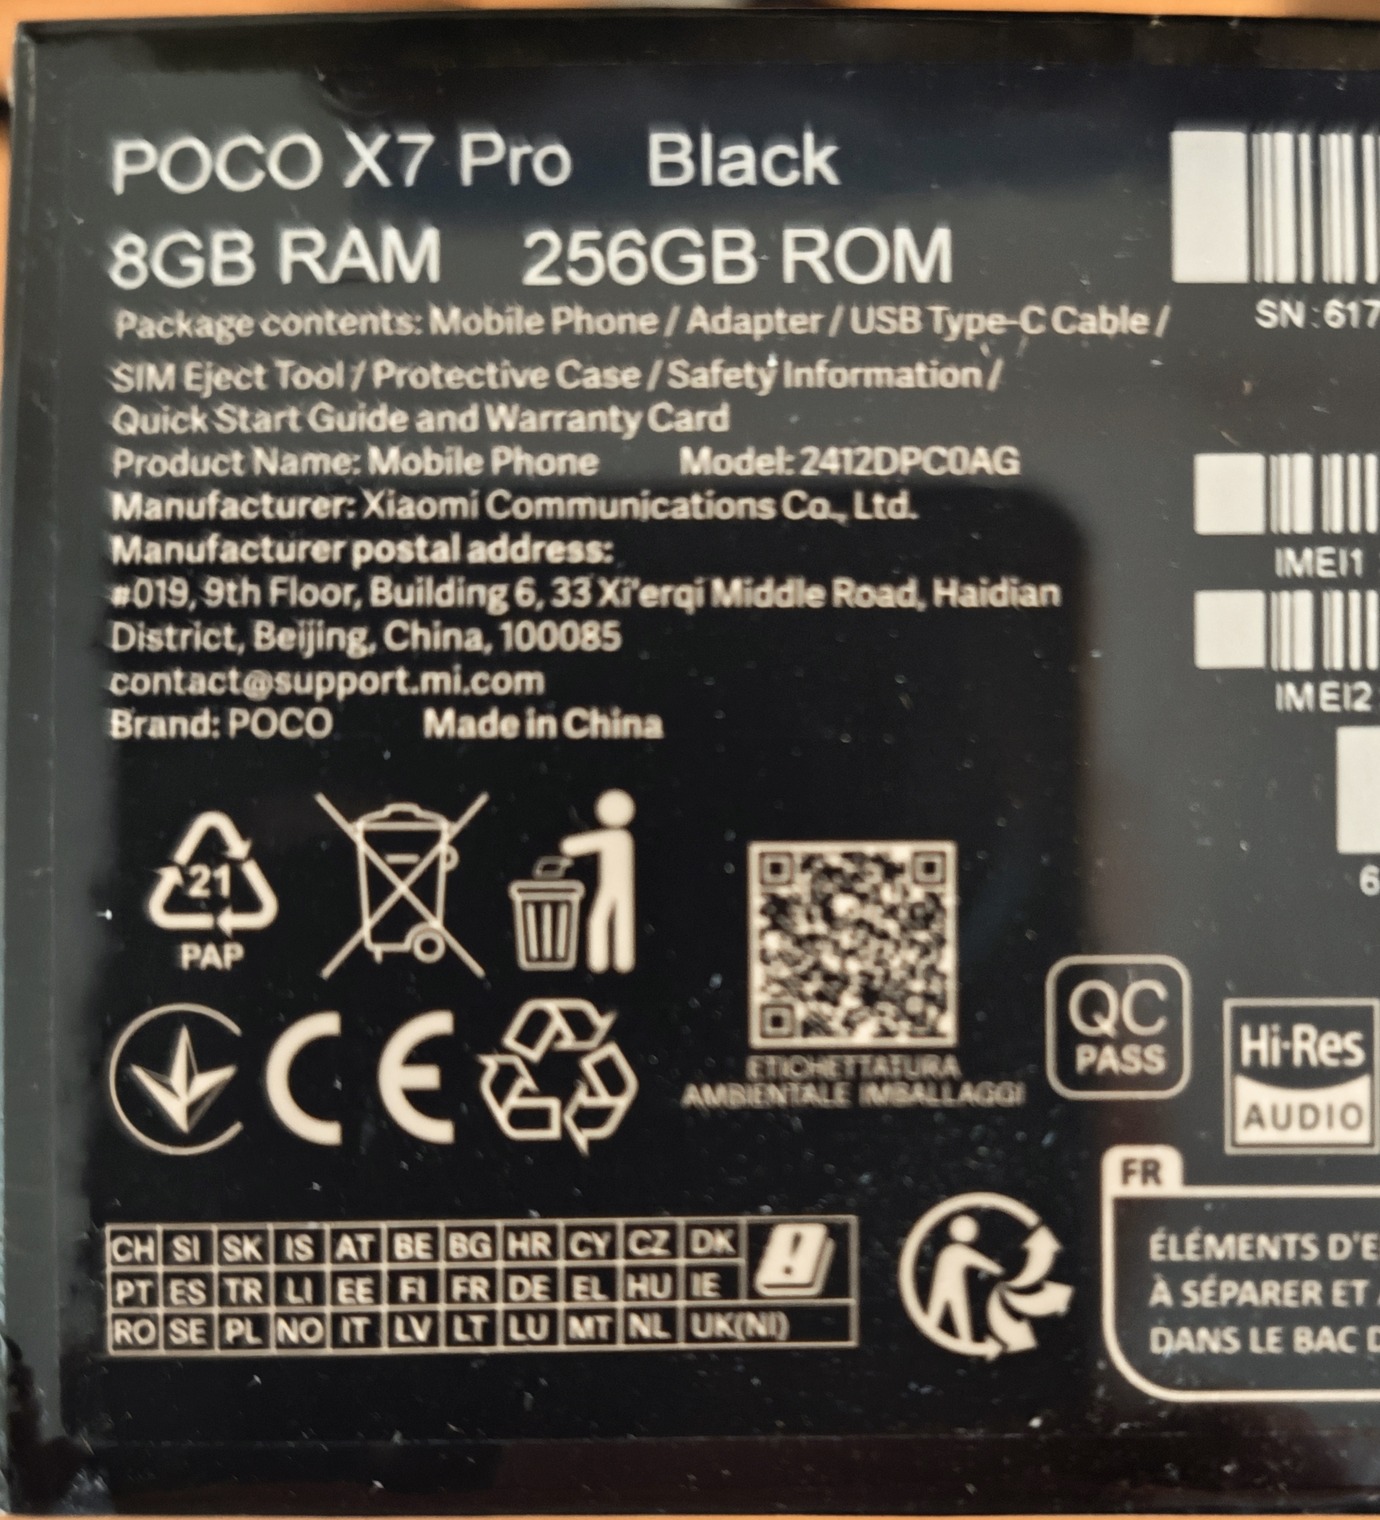 POCO X7 Pro Black
8GB RAM 256GB ROM
Package contents: Mobile Phone / Adapter / USB Type-C Cable /
SIM Eject Tool / Protective Case / Safety Information /
Quick Start Guide and Warranty Card
Product Name: Mobile Phone Model: 2412DPC0AG
Manufacturer: Xiaomi Communications Co., Ltd.
Manufacturer postal address:
#019, 9th Floor, Building 6, 33 Xi'erqi Middle Road, Haidian
District, Beijing, China, 100085
contact@support.mi.com
Brand: POCO Made in China
SN:617
IMEI1
IMEI2
6
21
PAP
CE
ETICHETTATURA
AMBIENTALE IMBALLAGGI
QC
PASS
Hi-Res
AUDIO
CH SI SK IS AT BE BG HR CY CZ DK
PT ES TR LI EE FI FR DE EL HU IE
RO SE PL NO IT LV LT LU MT NL UK(NI)
FR
ÉLÉMENTS D'E
À SÉPARER ET
DANS LE BAC D